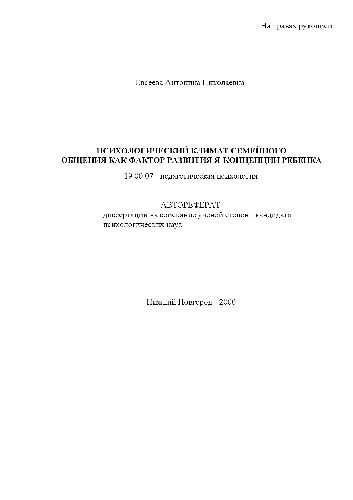 На правах рукописи
Евсеева Антонина Николаевна
ПСИХОЛОГИЧЕСКИЙ КЛИМАТ СЕМЕЙНОГО
ОБЩЕНИЯ КАК ФАКТОР РАЗВИТИЯ Я-КОНЦЕПЦИИ РЕБЕНКА
19.00.07 - педагогическая психология
АВТОРЕФЕРАТ
диссертации на соискание ученой степени кандидата
психологических наук
Нижний Новгород - 2000